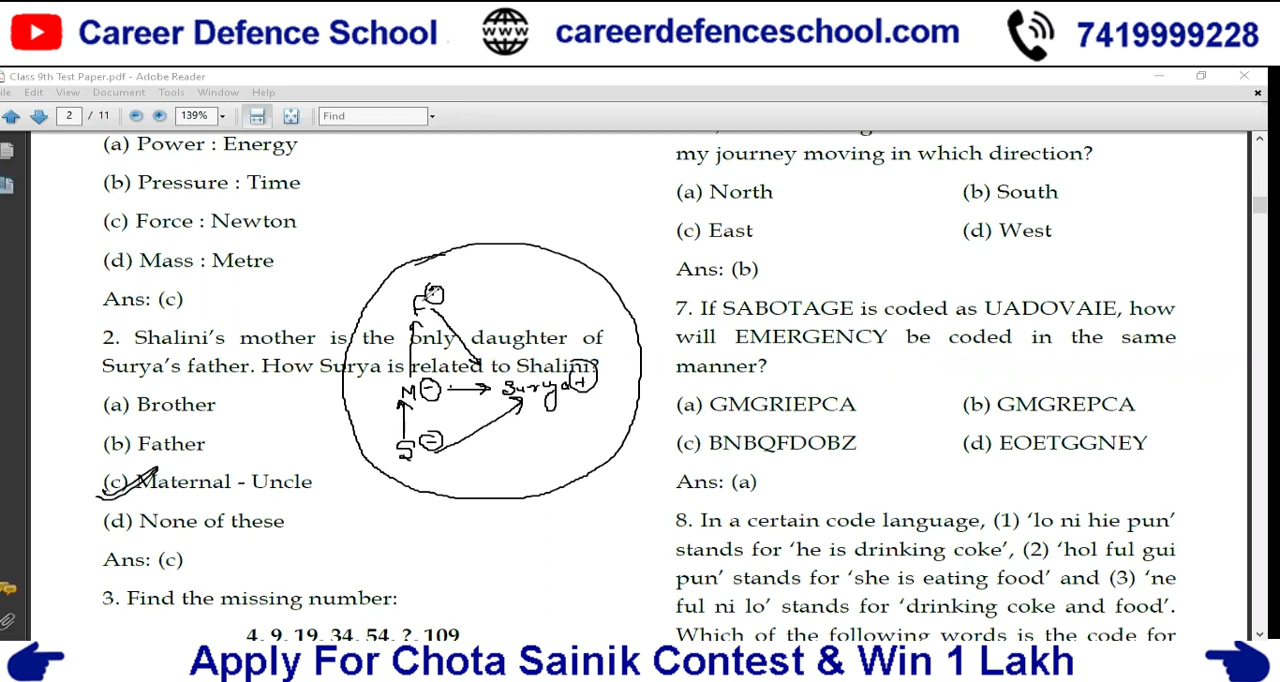 Career Defence School
www
careerdefenceschool.com
7419999228
Class 9th Test Paper.pdf - Adobe Reader
ile Edit View Document Tools Window Help
2 / 11 139% Find
(a) Power : Energy
(b) Pressure : Time
(c) Force : Newton
(d) Mass : Metre
Ans: (c)
2. Shalini's mother is the only daughter of
Surya's father. How Surya is related to Shalini?
(a) Brother
(b) Father
(c) Maternal - Uncle
(d) None of these
Ans: (c)
3. Find the missing number:
4, 9, 19, 34, 54, ?, 109
F
M - Surya +
S -
my journey moving in which direction?
(a) North (b) South
(c) East (d) West
Ans: (b)
7. If SABOTAGE is coded as UADOVAIE, how
will EMERGENCY be coded in the same
manner?
(a) GMGRIEPCA (b) GMGREPCA
(c) BNBQFDOBZ (d) EOETGGNEY
Ans: (a)
8. In a certain code language, (1) 'lo ni hie pun'
stands for 'he is drinking coke', (2) 'hol ful gui
pun' stands for 'she is eating food' and (3) 'ne
ful ni lo' stands for 'drinking coke and food'.
Which of the following words is the code for
Apply For Chota Sainik Contest & Win 1 Lakh